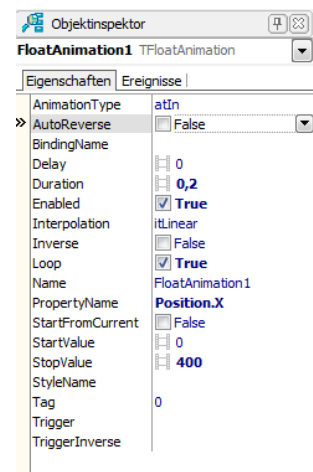 Objektinspektor
FloatAnimation1 TFloatAnimation
Eigenschaften Ereignisse
AnimationType atIn
» AutoReverse False
BindingName
Delay 0
Duration 0,2
Enabled True
Interpolation itLinear
Inverse False
Loop True
Name FloatAnimation1
PropertyName Position.X
StartFromCurrent False
StartValue 0
StopValue 400
StyleName
Tag 0
Trigger
TriggerInverse